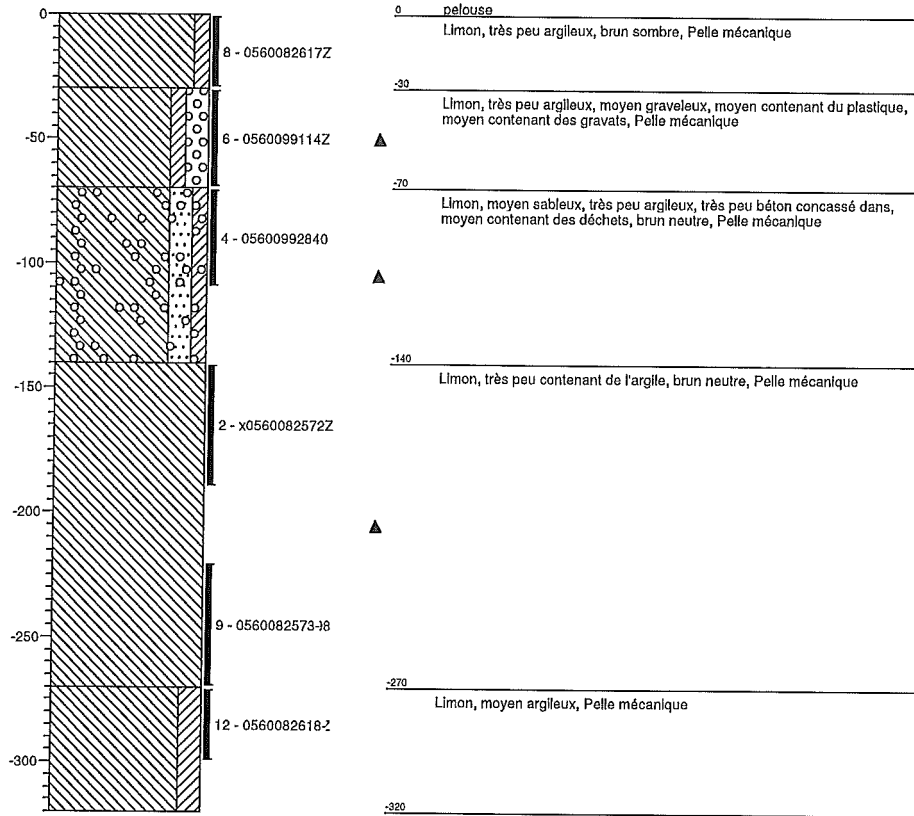 0
0 pelouse
Limon, très peu argileux, brun sombre, Pelle mécanique
8 - 0560082617Z
-30
Limon, très peu argileux, moyen graveleux, moyen contenant du plastique,
moyen contenant des gravats, Pelle mécanique
-50
6 - 0560099114Z
-70
Limon, moyen sableux, très peu argileux, très peu béton concassé dans,
moyen contenant des déchets, brun neutre, Pelle mécanique
4 - 05600992840
-100
-140
Limon, très peu contenant de l'argile, brun neutre, Pelle mécanique
-150
2 - x0560082572Z
-200
-250
9 - 0560082573-
-270
Limon, moyen argileux, Pelle mécanique
12 - 0560082618-
-300
-320